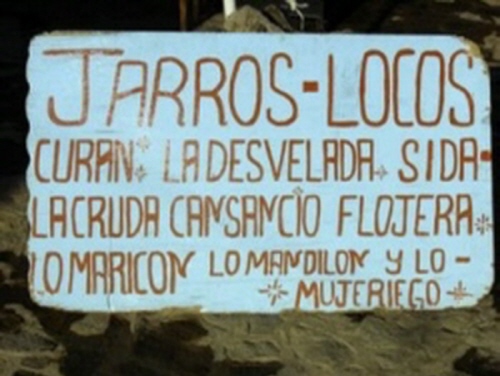 JARROS-LOCOS
CURAN: LA DESVELADA. SIDA-
LA CRUDA CANSANCIO FLOJERA
LO MARICON LO MANDILON Y LO -
MUJERIEGO